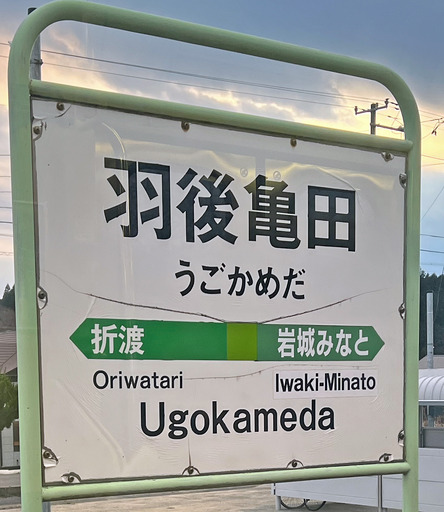 羽後亀田
うごかめだ
折渡 岩城みなと
Oriwatari Iwaki-Minato
Ugokameda